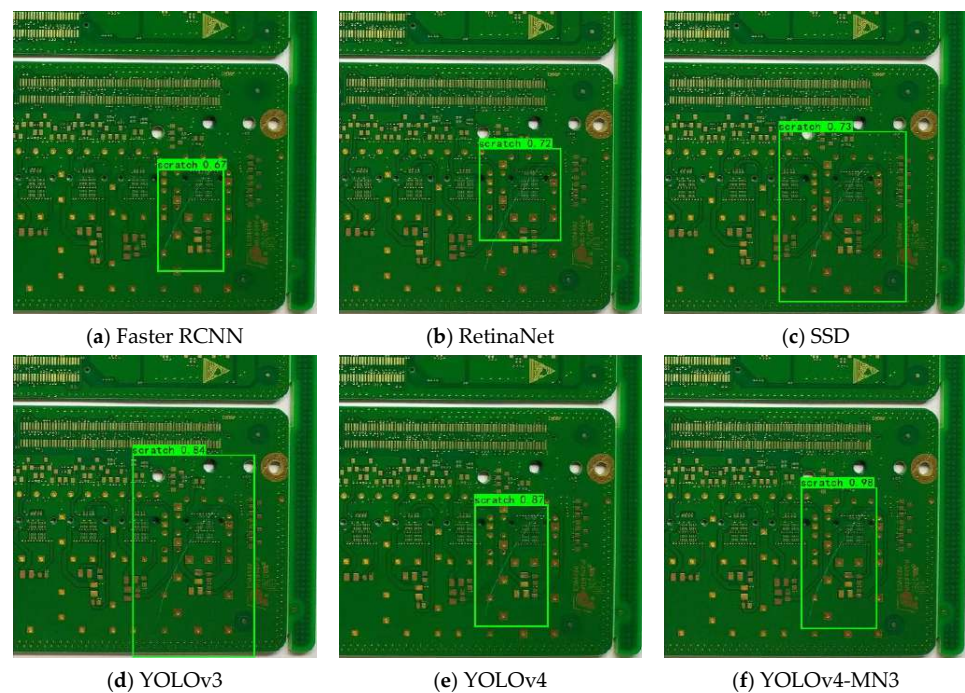 scratch 0.67
scratch 0.72
scratch 0.73
(a) Faster RCNN
(b) RetinaNet
(c) SSD
scratch 0.84
scratch 0.87
scratch 0.98
(d) YOLOv3
(e) YOLOv4
(f) YOLOv4-MN3